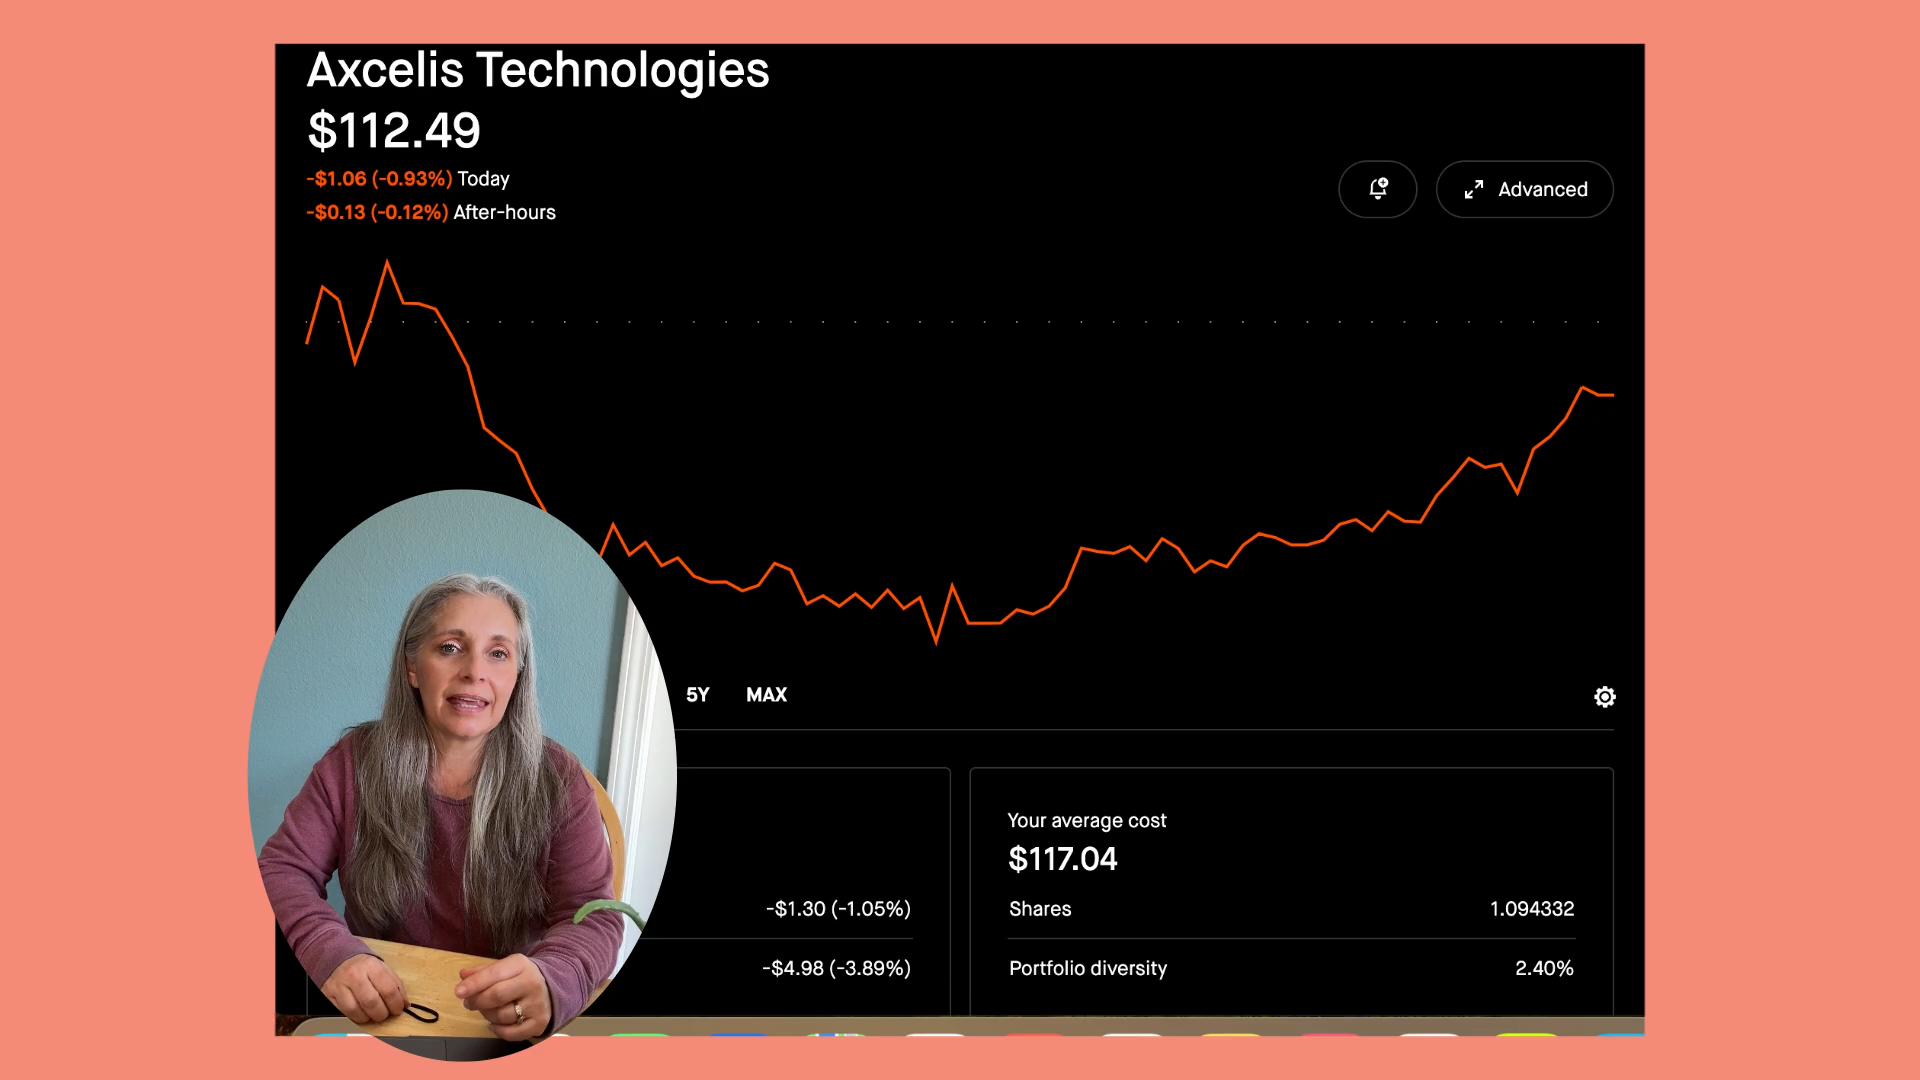 Axcelis Technologies
$112.49
-$1.06 (-0.93%) Today
-$0.13 (-0.12%) After-hours
Advanced
5Y MAX
Your average cost
$117.04
-$1.30 (-1.05%)
Shares 1.094332
-$4.98 (-3.89%)
Portfolio diversity 2.40%